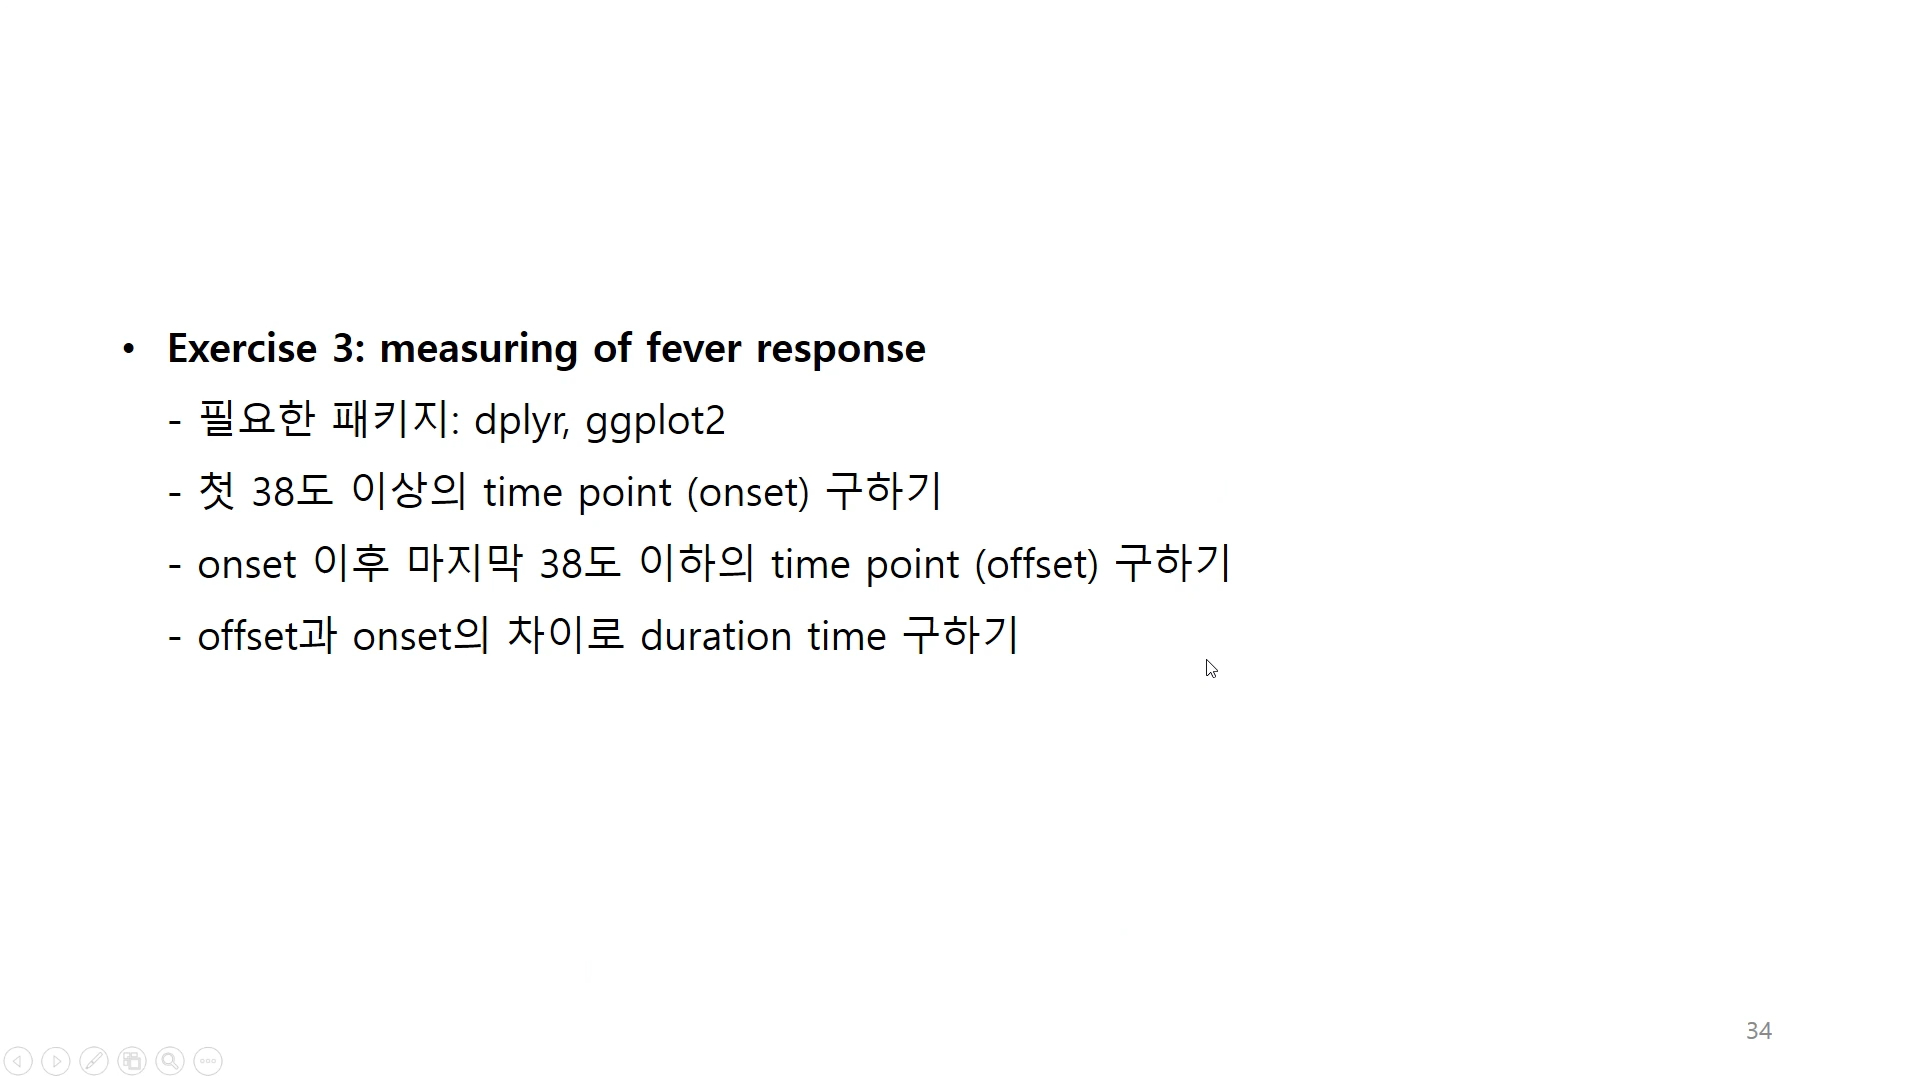 • Exercise 3: measuring of fever response
- 필요한 패키지: dplyr, ggplot2
- 첫 38도 이상의 time point (onset) 구하기
- onset 이후 마지막 38도 이하의 time point (offset) 구하기
- offset과 onset의 차이로 duration time 구하기
34